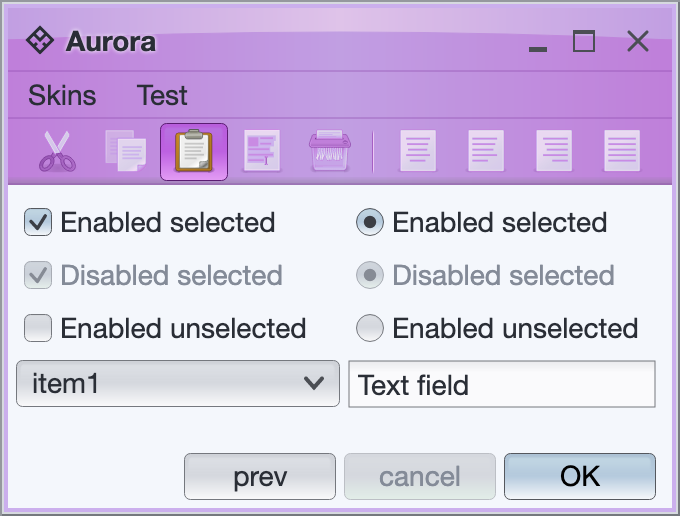 Aurora
Skins Test
Enabled selected Enabled selected
Disabled selected Disabled selected
Enabled unselected Enabled unselected
item1 Text field
prev cancel OK